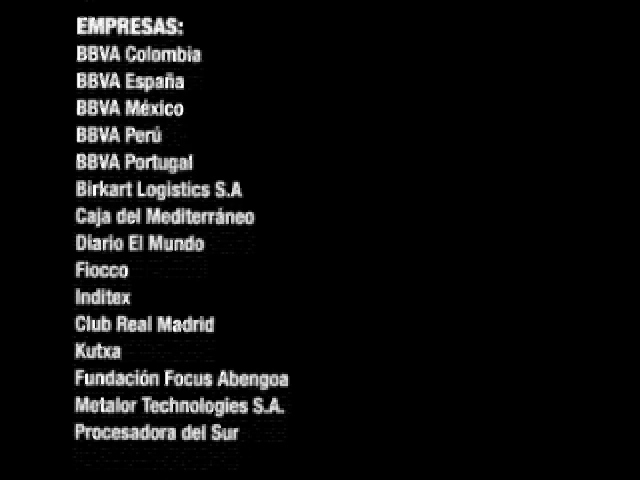 EMPRESAS:
BBVA Colombia
BBVA España
BBVA México
BBVA Perú
BBVA Portugal
Birkart Logistics S.A
Caja del Mediterráneo
Diario El Mundo
Fiocco
Inditex
Club Real Madrid
Kutxa
Fundación Focus Abengoa
Metalor Technologies S.A.
Procesadora del Sur